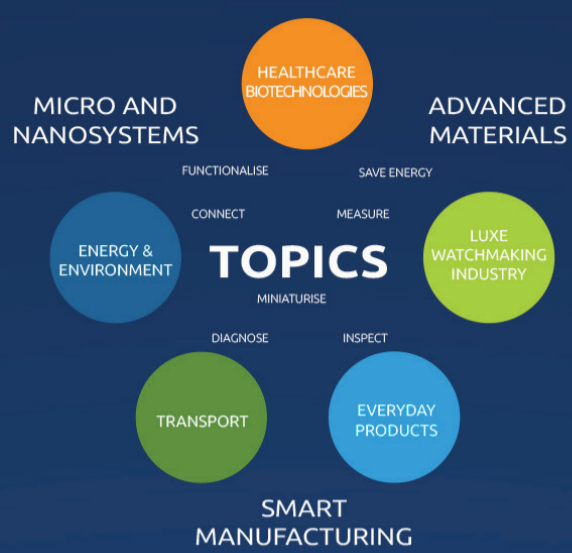 HEALTHCARE
BIOTECHNOLOGIES
MICRO AND
NANOSYSTEMS
ADVANCED
MATERIALS
FUNCTIONALISE
SAVE ENERGY
CONNECT
MEASURE
ENERGY &
ENVIRONMENT
TOPICS
LUXE
WATCHMAKING
INDUSTRY
MINIATURISE
DIAGNOSE
INSPECT
TRANSPORT
EVERYDAY
PRODUCTS
SMART
MANUFACTURING